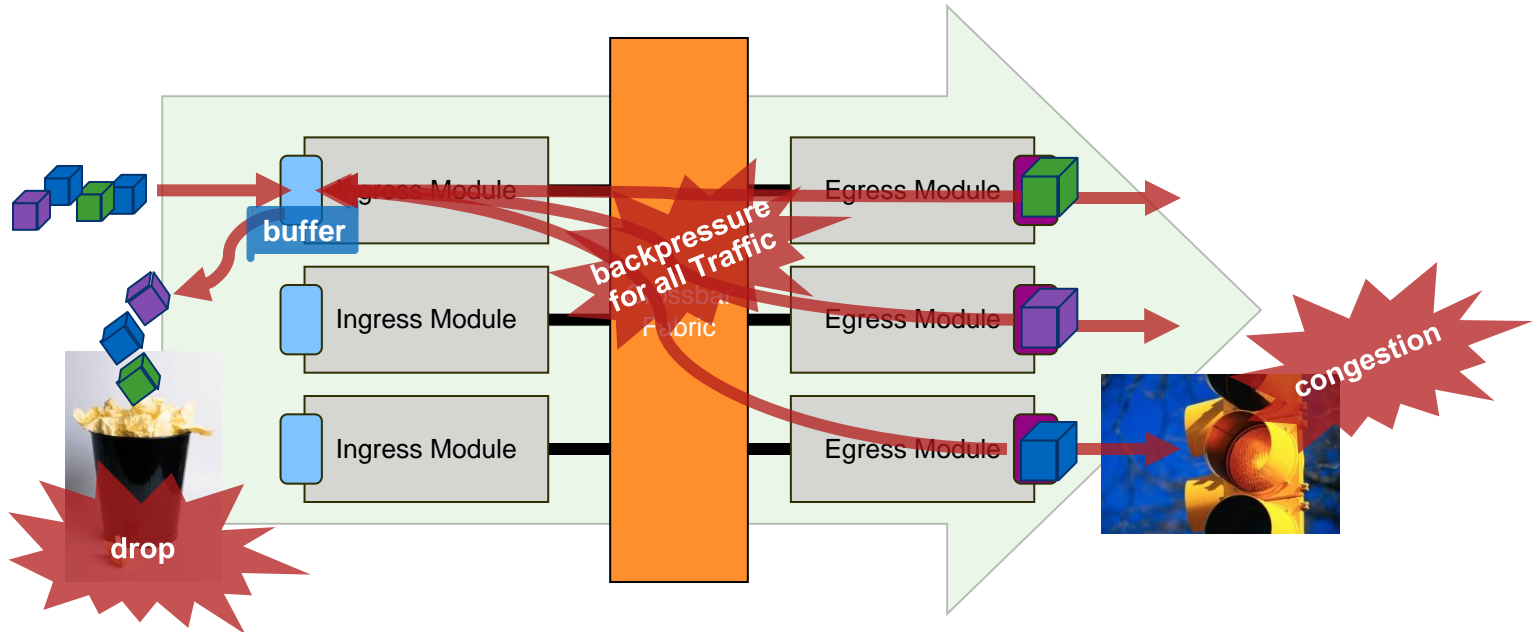 Ingress Module
Egress Module
buffer
backpressure
for all Traffic
Ingress Module
Fabric
Egress Module
congestion
Ingress Module
Egress Module
drop